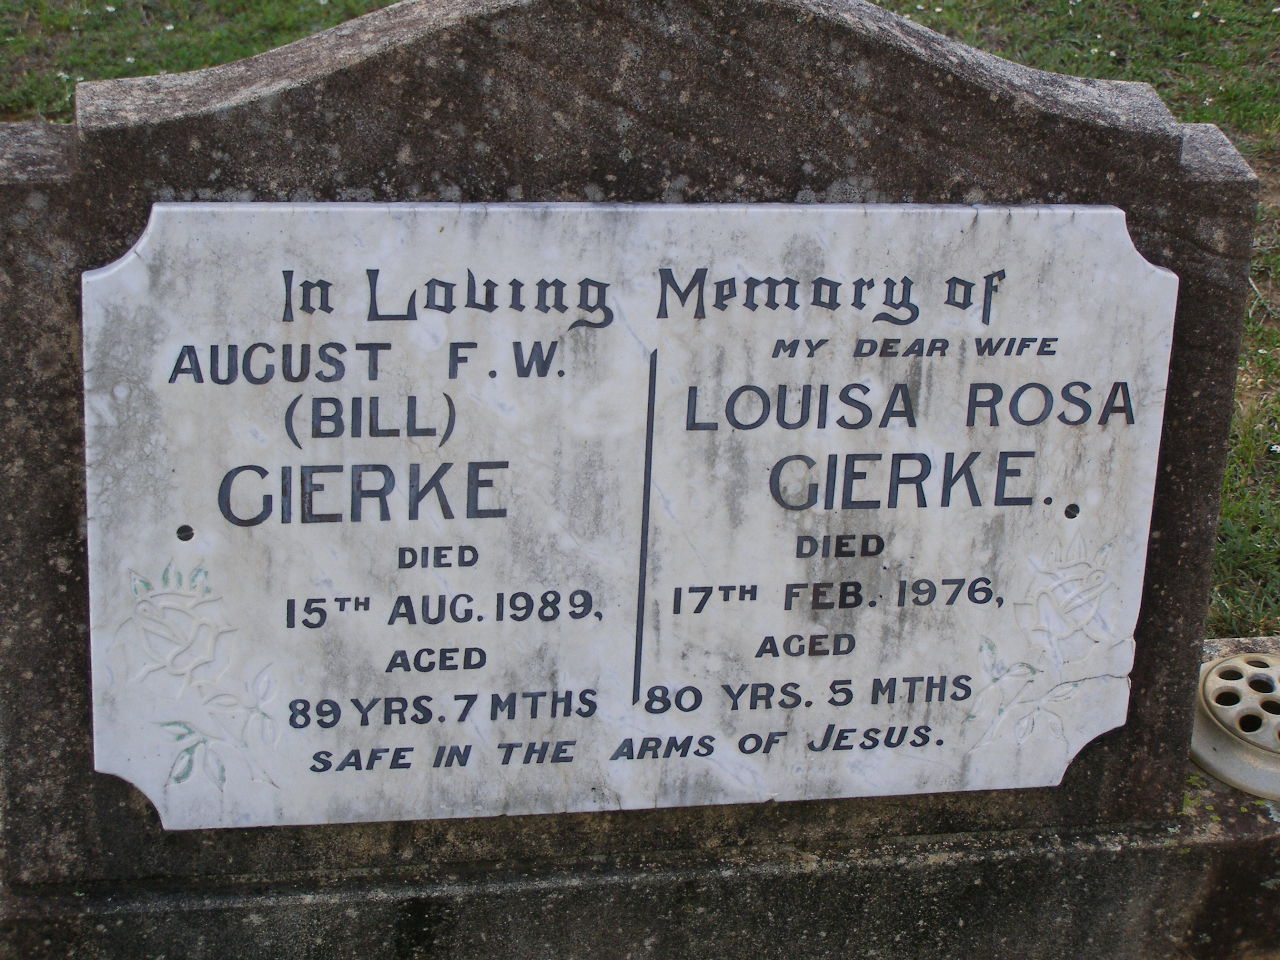 In Loving Memory of
AUGUST F.W.
(BILL)
GIERKE
DIED
15TH AUG. 1989,
AGED
89 YRS. 7 MTHS
MY DEAR WIFE
LOUISA ROSA
GIERKE.
DIED
17TH FEB. 1976,
AGED
80 YRS. 5 MTHS
SAFE IN THE ARMS OF JESUS.